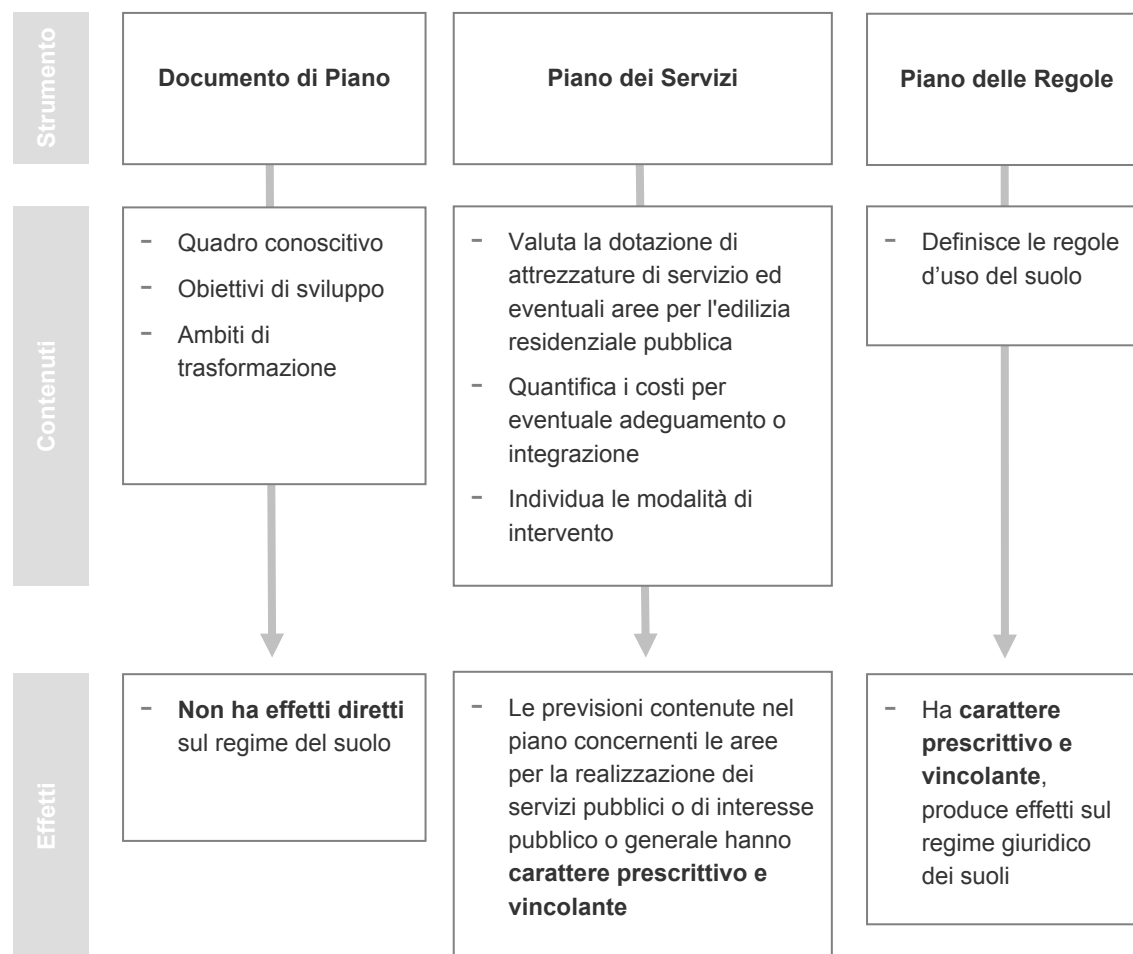 Strumento
Documento di Piano
Piano dei Servizi
Piano delle Regole
Contenuti
- Quadro conoscitivo
- Obiettivi di sviluppo
- Ambiti di
trasformazione
- Valuta la dotazione di
attrezzature di servizio ed
eventuali aree per l'edilizia
residenziale pubblica
- Quantifica i costi per
eventuale adeguamento o
integrazione
- Individua le modalità di
intervento
- Definisce le regole
d’uso del suolo
Effetti
- Non ha effetti diretti
sul regime del suolo
- Le previsioni contenute nel
piano concernenti le aree
per la realizzazione dei
servizi pubblici o di interesse
pubblico o generale hanno
carattere prescrittivo e
vincolante
- Ha carattere
prescrittivo e
vincolante,
produce effetti sul
regime giuridico
dei suoli